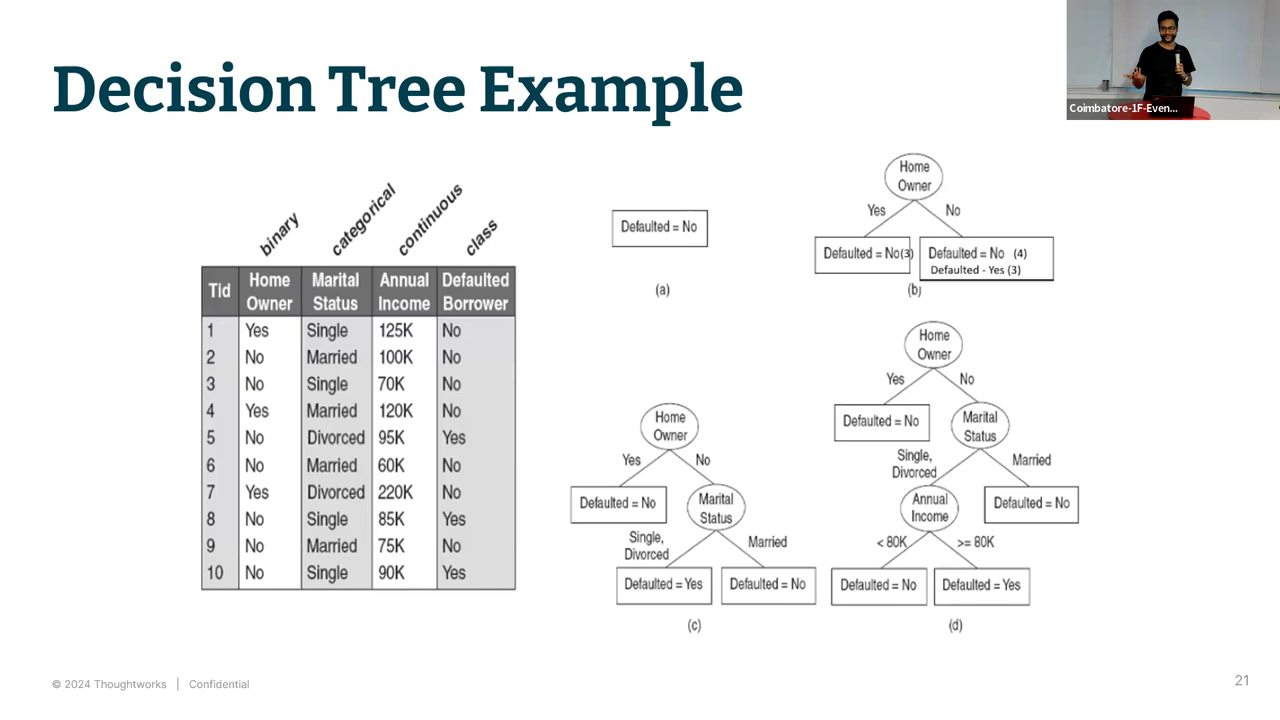 Decision Tree Example
Coimbatore-1F-Even...
binary
categorical
continuous
class
Tid Home Owner Marital Status Annual Income Defaulted Borrower
1 Yes Single 125K No
2 No Married 100K No
3 No Single 70K No
4 Yes Married 120K No
5 No Divorced 95K Yes
6 No Married 60K No
7 Yes Divorced 220K No
8 No Single 85K Yes
9 No Married 75K No
10 No Single 90K Yes
Defaulted = No
(a)
Home
Owner
Yes No
Defaulted = No(3) Defaulted = No (4)
Defaulted - Yes (3)
(b)
Home
Owner
Yes No
Defaulted = No
Marital
Status
Single,
Divorced
Married
Defaulted = Yes Defaulted = No
(c)
Home
Owner
Yes No
Defaulted = No
Marital
Status
Single,
Divorced
Married
Annual
Income
Defaulted = No
< 80K >= 80K
Defaulted = No Defaulted = Yes
(d)
© 2024 Thoughtworks | Confidential
21